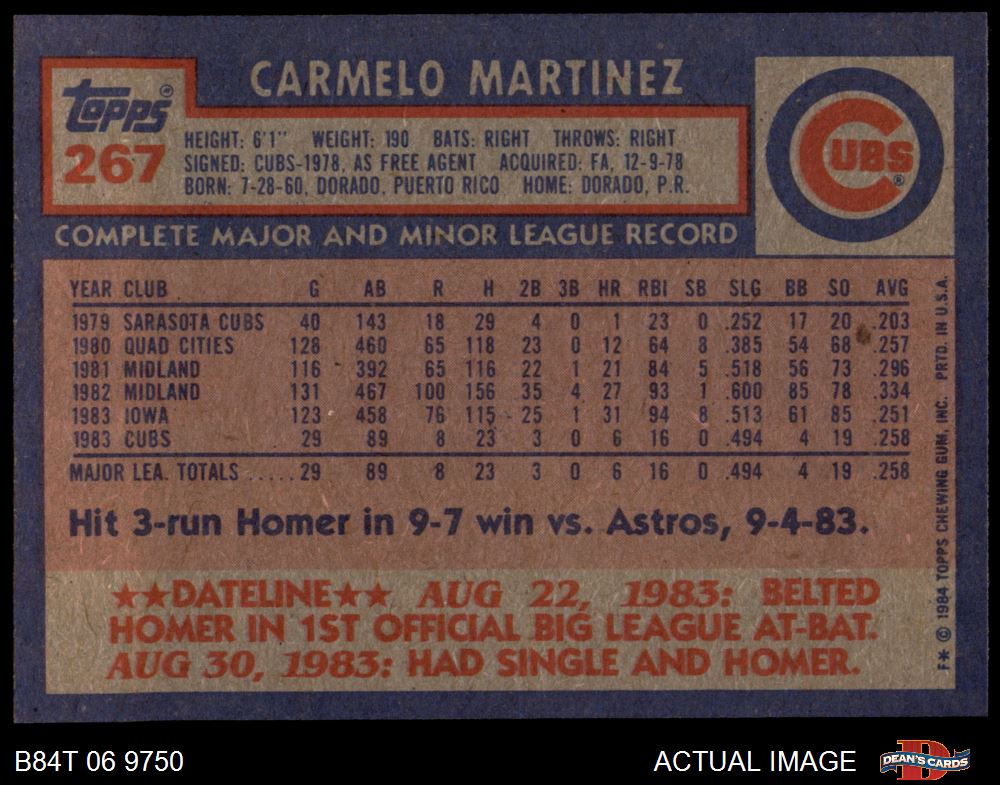 CARMELO MARTINEZ
topps®
267
HEIGHT: 6'1" WEIGHT: 190 BATS: RIGHT THROWS: RIGHT
SIGNED: CUBS-1978, AS FREE AGENT ACQUIRED: FA, 12-9-78
BORN: 7-28-60, DORADO, PUERTO RICO HOME: DORADO, P.R.
CUBS®
COMPLETE MAJOR AND MINOR LEAGUE RECORD
YEAR CLUB G AB R H 2B 3B HR RBI SB SLG BB SO AVG
1979 SARASOTA CUBS 40 143 18 29 4 0 1 23 0 .252 17 20 .203
1980 QUAD CITIES 128 460 65 118 23 0 12 64 8 .385 54 68 .257
1981 MIDLAND 116 392 65 116 22 1 21 84 5 .518 56 73 .296
1982 MIDLAND 131 467 100 156 35 4 27 93 1 .600 85 78 .334
1983 IOWA 123 458 76 115 25 1 31 94 8 .513 61 85 .251
1983 CUBS 29 89 8 23 3 0 6 16 0 .494 4 19 .258
MAJOR LEA. TOTALS ..... 29 89 8 23 3 0 6 16 0 .494 4 19 .258
Hit 3-run Homer in 9-7 win vs. Astros, 9-4-83.
★★DATELINE★★ AUG 22, 1983: BELTED
HOMER IN 1ST OFFICIAL BIG LEAGUE AT-BAT.
AUG 30, 1983: HAD SINGLE AND HOMER.
F* © 1984 TOPPS CHEWING GUM, INC. PRTD. IN U.S.A.
B84T 06 9750
ACTUAL IMAGE
DEAN'S CARDS